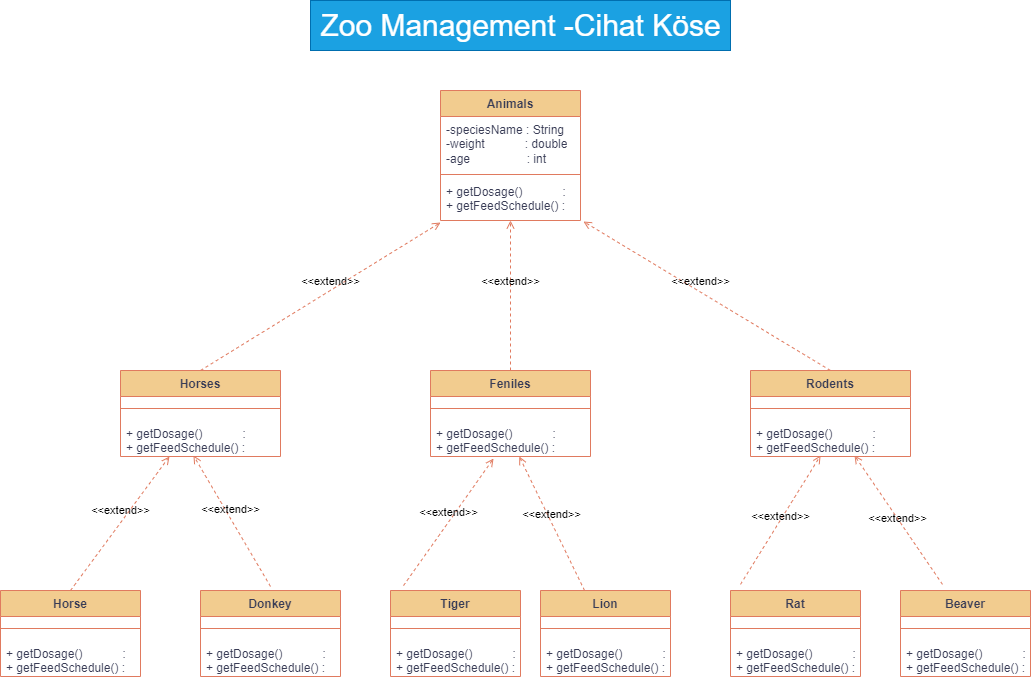 Zoo Management -Cihat Köse
Animals
-speciesName : String
-weight : double
-age : int
+ getDosage() :
+ getFeedSchedule() :
<<extend>>
<<extend>>
<<extend>>
Horses
+ getDosage() :
+ getFeedSchedule() :
Feniles
+ getDosage() :
+ getFeedSchedule() :
Rodents
+ getDosage() :
+ getFeedSchedule() :
<<extend>>
<<extend>>
<<extend>>
<<extend>>
<<extend>>
<<extend>>
Horse
+ getDosage() :
+ getFeedSchedule() :
Donkey
+ getDosage() :
+ getFeedSchedule() :
Tiger
+ getDosage() :
+ getFeedSchedule() :
Lion
+ getDosage() :
+ getFeedSchedule() :
Rat
+ getDosage() :
+ getFeedSchedule() :
Beaver
+ getDosage() :
+ getFeedSchedule() :